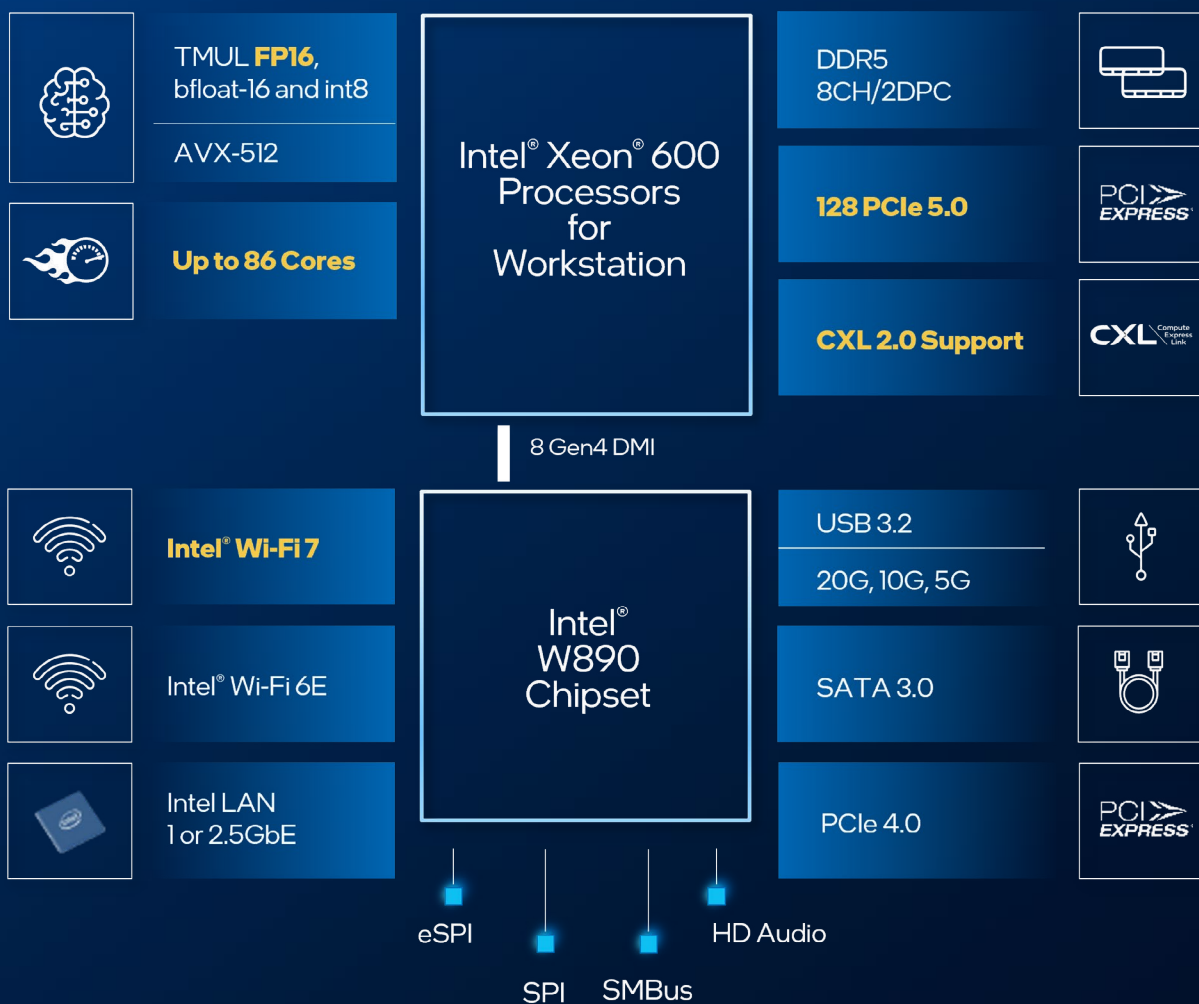 TMUL FP16,
bfloat-16 and int8
AVX-512
Up to 86 Cores
Intel® Xeon® 600
Processors
for
Workstation
DDR5
8CH/2DPC
PCI
EXPRESS
128 PCIe 5.0
CXL 2.0 Support
CXL Compute
Express
Link
8 Gen4 DMI
Intel® Wi-Fi 7
Intel® Wi-Fi 6E
Intel LAN
1 or 2.5GbE
intel
Intel®
W890
Chipset
USB 3.2
20G, 10G, 5G
SATA 3.0
PCIe 4.0
PCI
EXPRESS
eSPI
SPI
SMBus
HD Audio